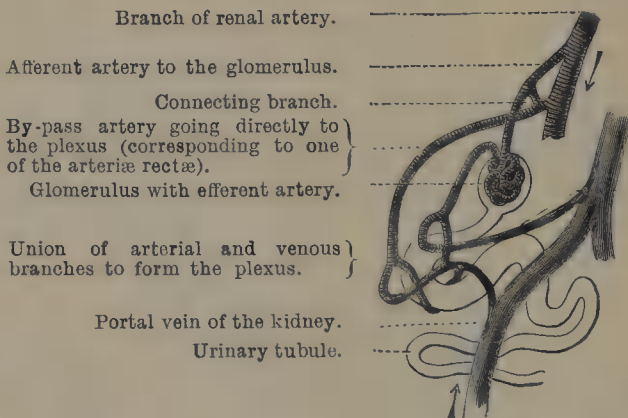 Branch of renal artery.
Afferent artery to the glomerulus.
Connecting branch.
By-pass artery going directly to
the plexus (corresponding to one
of the arteriæ rectæ).
Glomerulus with efferent artery.
Union of arterial and venous
branches to form the plexus.
Portal vein of the kidney.
Urinary tubule.